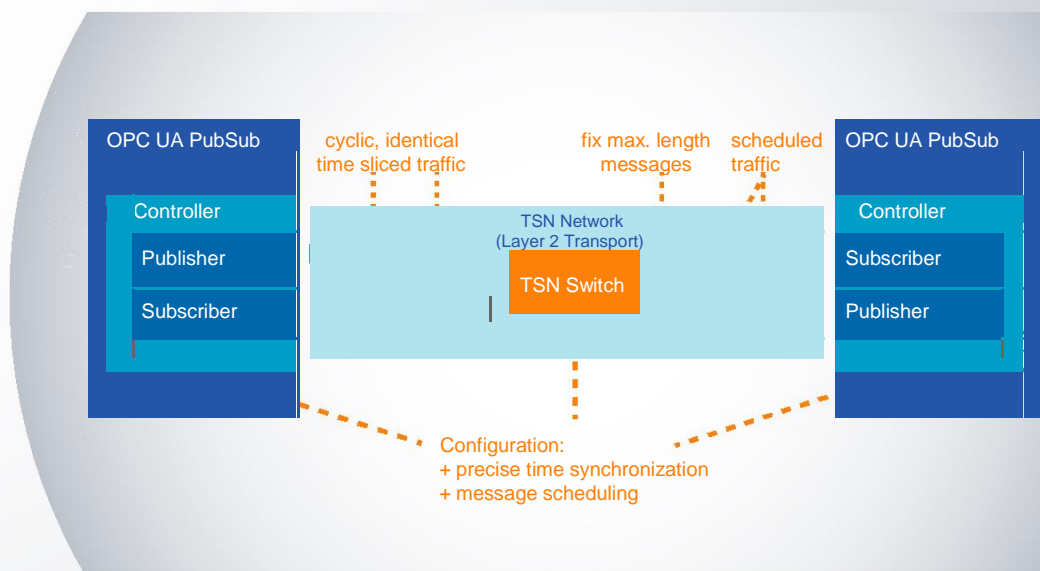 OPC UA PubSub
cyclic, identical
time sliced traffic
fix max. length
messages
scheduled
traffic
OPC UA PubSub
Controller
Publisher
Subscriber
TSN Network
(Layer 2 Transport)
TSN Switch
Controller
Subscriber
Publisher
Configuration:
+ precise time synchronization
+ message scheduling